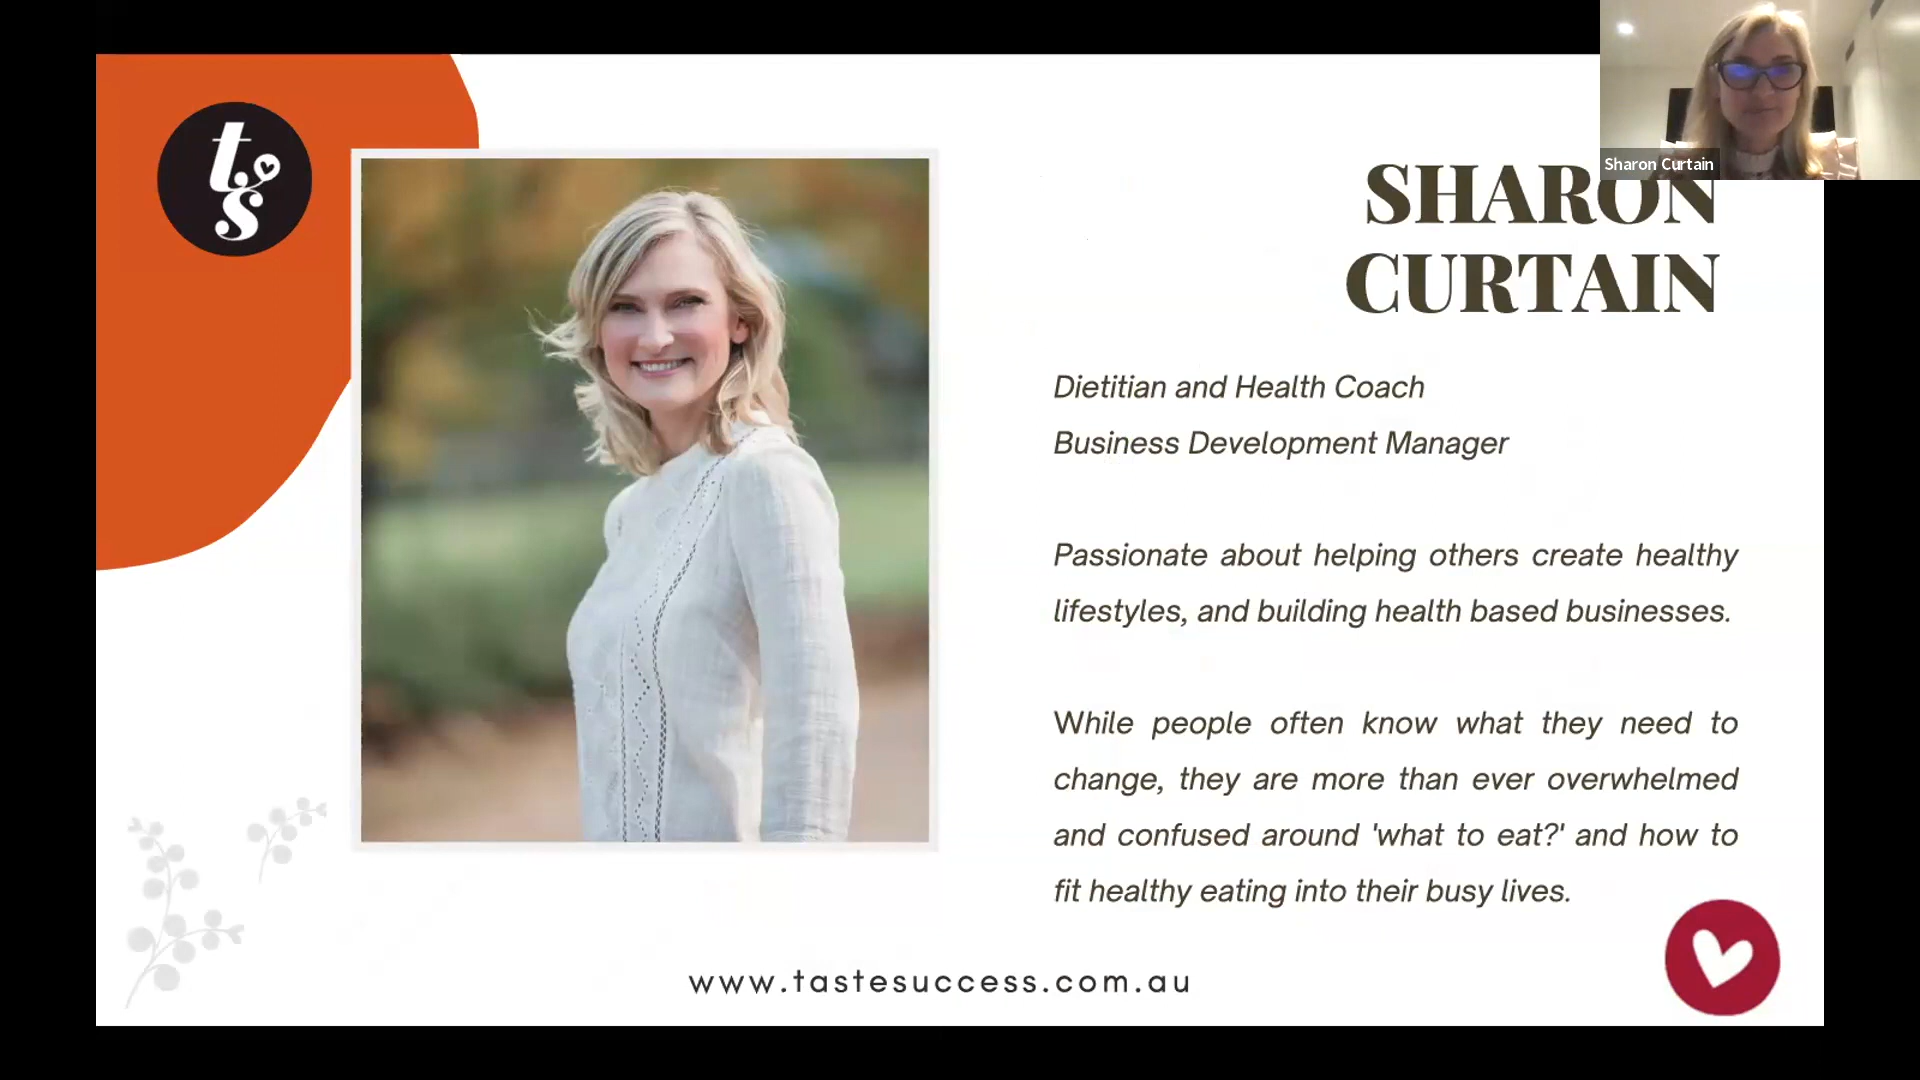 ts
Sharon Curtain
SHARON
CURTAIN
Dietitian and Health Coach
Business Development Manager
Passionate about helping others create healthy
lifestyles, and building health based businesses.
While people often know what they need to
change, they are more than ever overwhelmed
and confused around 'what to eat?' and how to
fit healthy eating into their busy lives.
www.tastesuccess.com.au